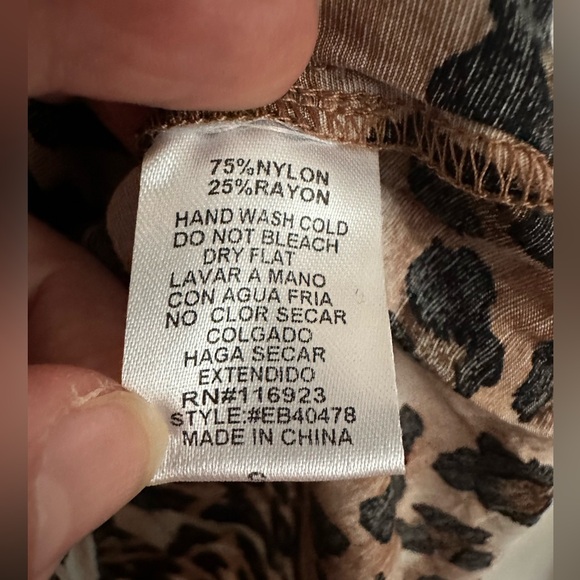 75%NYLON
25%RAYON
HAND WASH COLD
DO NOT BLEACH
DRY FLAT
LAVAR A MANO
CON AGUA FRIA
NO CLOR SECAR
COLGADO
HAGA SECAR
EXTENDIDO
RN#116923
STYLE:#EB40478
MADE IN CHINA